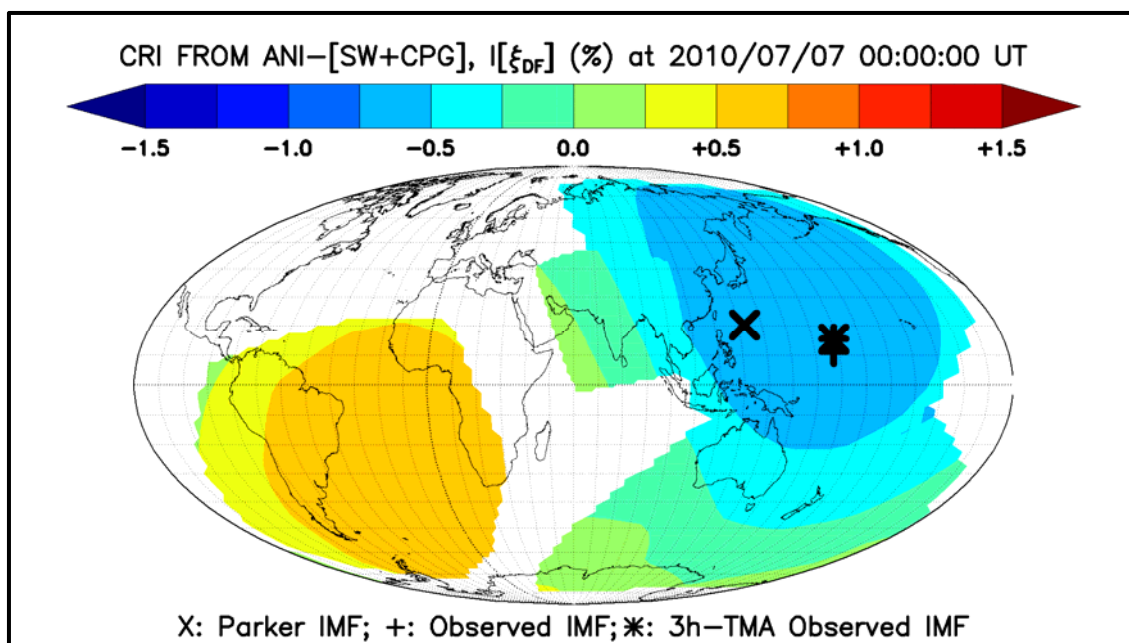 CRI FROM ANI-[SW+CPG], I[ξDF] (%) at 2010/07/07 00:00:00 UT
-1.5 -1.0 -0.5 0.0 +0.5 +1.0 +1.5
X: Parker IMF; +: Observed IMF; ✱: 3h-TMA Observed IMF